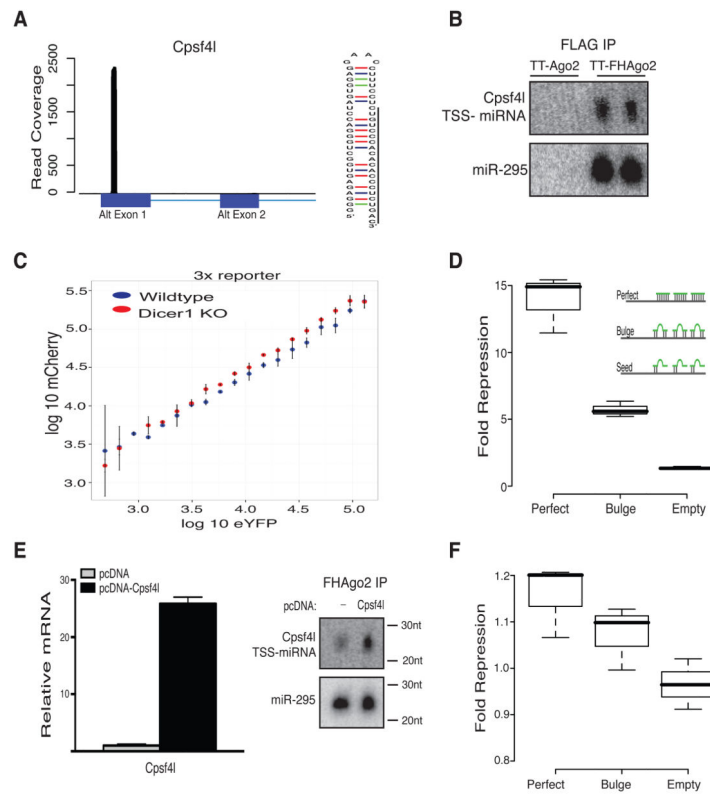 A
Cpsf4l
Read Coverage
2500
1500
500
0
Alt Exon 1
Alt Exon 2
B
FLAG IP
TT-Ago2 TT-FHAgo2
Cpsf4l
TSS- miRNA
miR-295
C
3x reporter
Wildtype
Dicer1 KO
log 10 mCherry
5.5
5.0
4.5
4.0
3.5
3.0
3.0 3.5 4.0 4.5 5.0
log 10 eYFP
D
Fold Repression
15
10
5
0
Perfect
Bulge
Seed
Perfect Bulge Empty
E
pcDNA
pcDNA-Cpsf4l
Relative mRNA
30
20
10
Cpsf4l
FHAgo2 IP
pcDNA: – Cpsf4l
Cpsf4l
TSS-miRNA
30nt
20nt
miR-295
30nt
20nt
F
Fold Repression
1.2
1.1
1.0
0.9
0.8
Perfect Bulge Empty